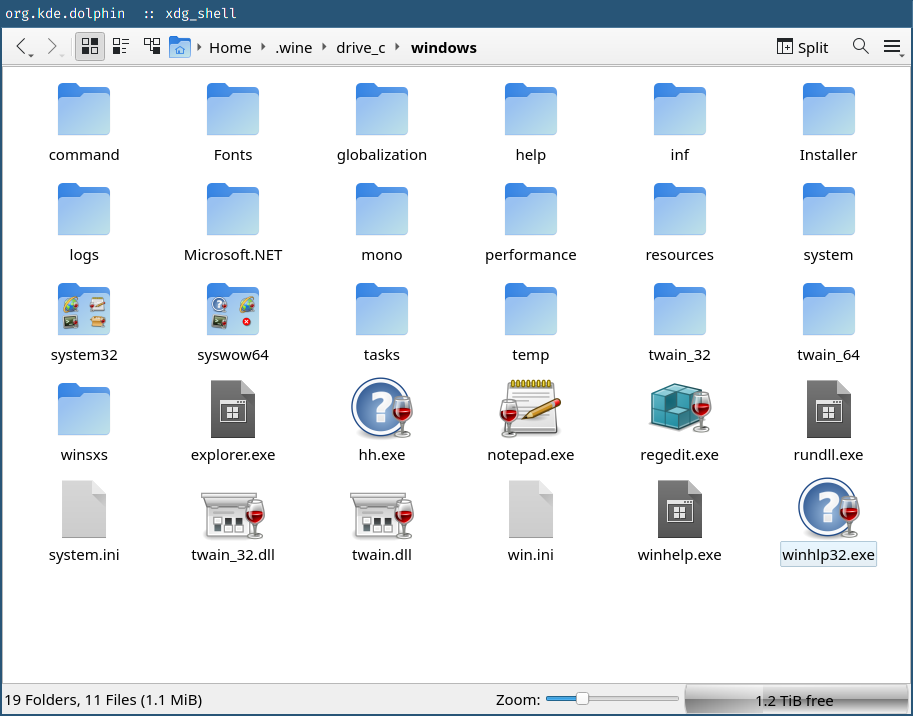 org.kde.dolphin :: xdg_shell
Home .wine drive_c windows Split
command Fonts globalization help inf Installer
logs Microsoft.NET mono performance resources system
system32 syswow64 tasks temp twain_32 twain_64
winsxs explorer.exe hh.exe notepad.exe regedit.exe rundll.exe
system.ini twain_32.dll twain.dll win.ini winhelp.exe winhlp32.exe
19 Folders, 11 Files (1.1 MiB) Zoom: 1.2 TiB free